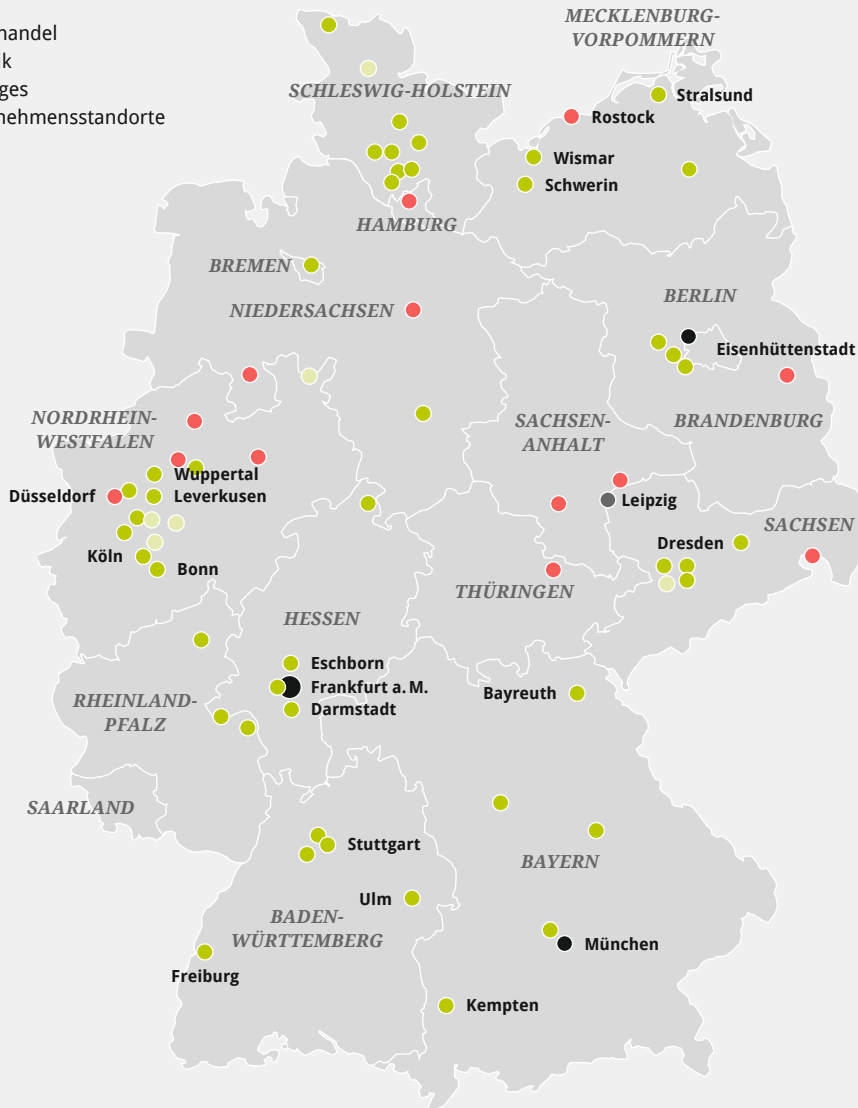 handel
ik
ges
nehmensstandorte
MECKLENBURG-
VORPOMMERN
SCHLESWIG-HOLSTEIN
Stralsund
Rostock
Wismar
Schwerin
HAMBURG
BREMEN
NIEDERSACHSEN
BERLIN
Eisenhüttenstadt
NORDRHEIN-
WESTFALEN
SACHSEN-
ANHALT
BRANDENBURG
Wuppertal
Düsseldorf
Leverkusen
Leipzig
SACHSEN
Köln
Dresden
Bonn
THÜRINGEN
HESSEN
Eschborn
Frankfurt a. M.
Darmstadt
Bayreuth
RHEINLAND-
PFALZ
SAARLAND
Stuttgart
BAYERN
Ulm
BADEN-
WÜRTTEMBERG
München
Freiburg
Kempten